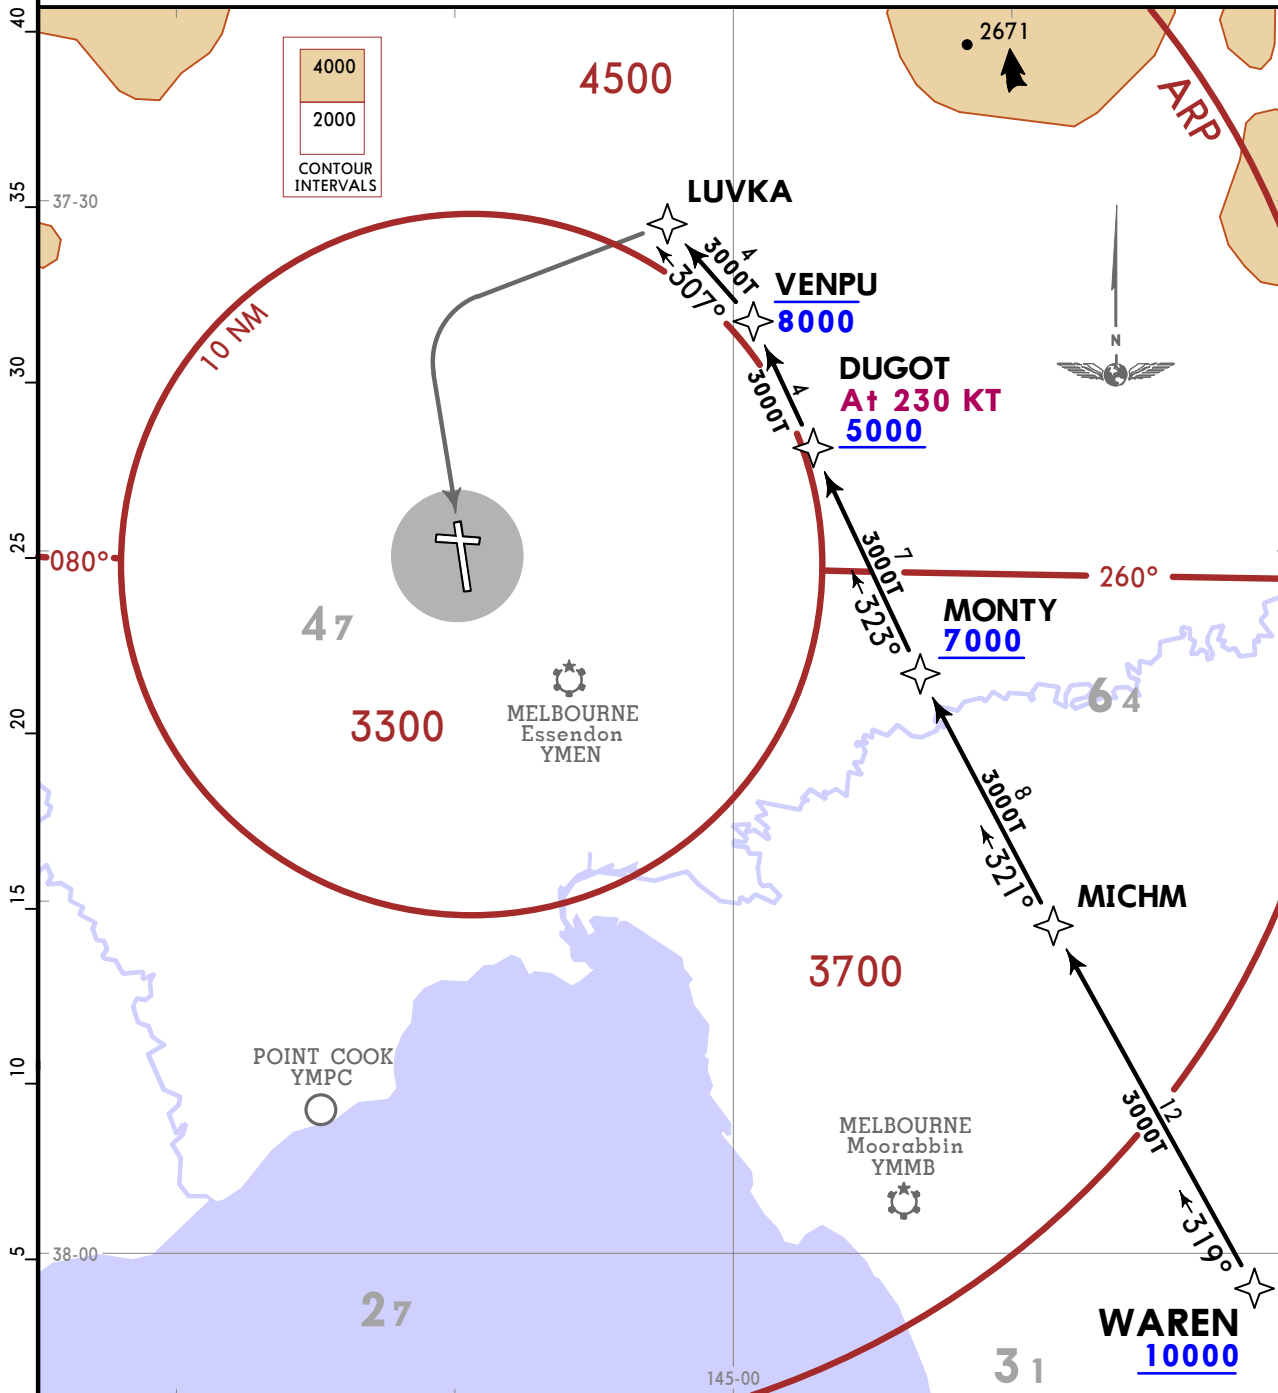 40
35
30
25
20
15
10
5
4000
2000
CONTOUR
INTERVALS
4500
2671
ARP
37-30
LUVKA
4
3000T
307°
VENPU
8000
10 NM
N
DUGOT
At 230 KT
5000
4
3000T
080°
7
3000T
260°
323°
MONTY
7000
47
64
MELBOURNE
Essendon
YMEN
3300
8
3000T
321°
MICHM
3700
POINT COOK
YMPC
12
3000T
MELBOURNE
Moorabbin
YMMB
319°
38-00
27
WAREN
10000
31
145-00